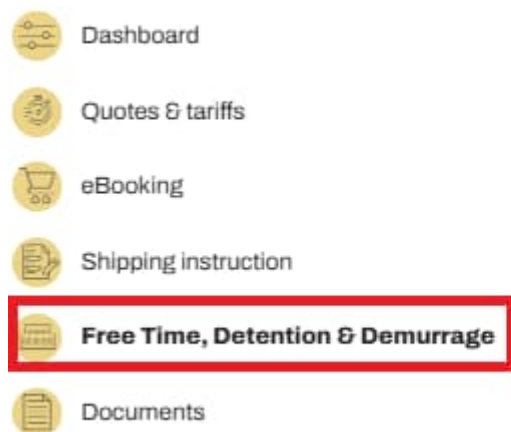 Dashboard
Quotes & tariffs
eBooking
Shipping instruction
Free Time, Detention & Demurrage
Documents